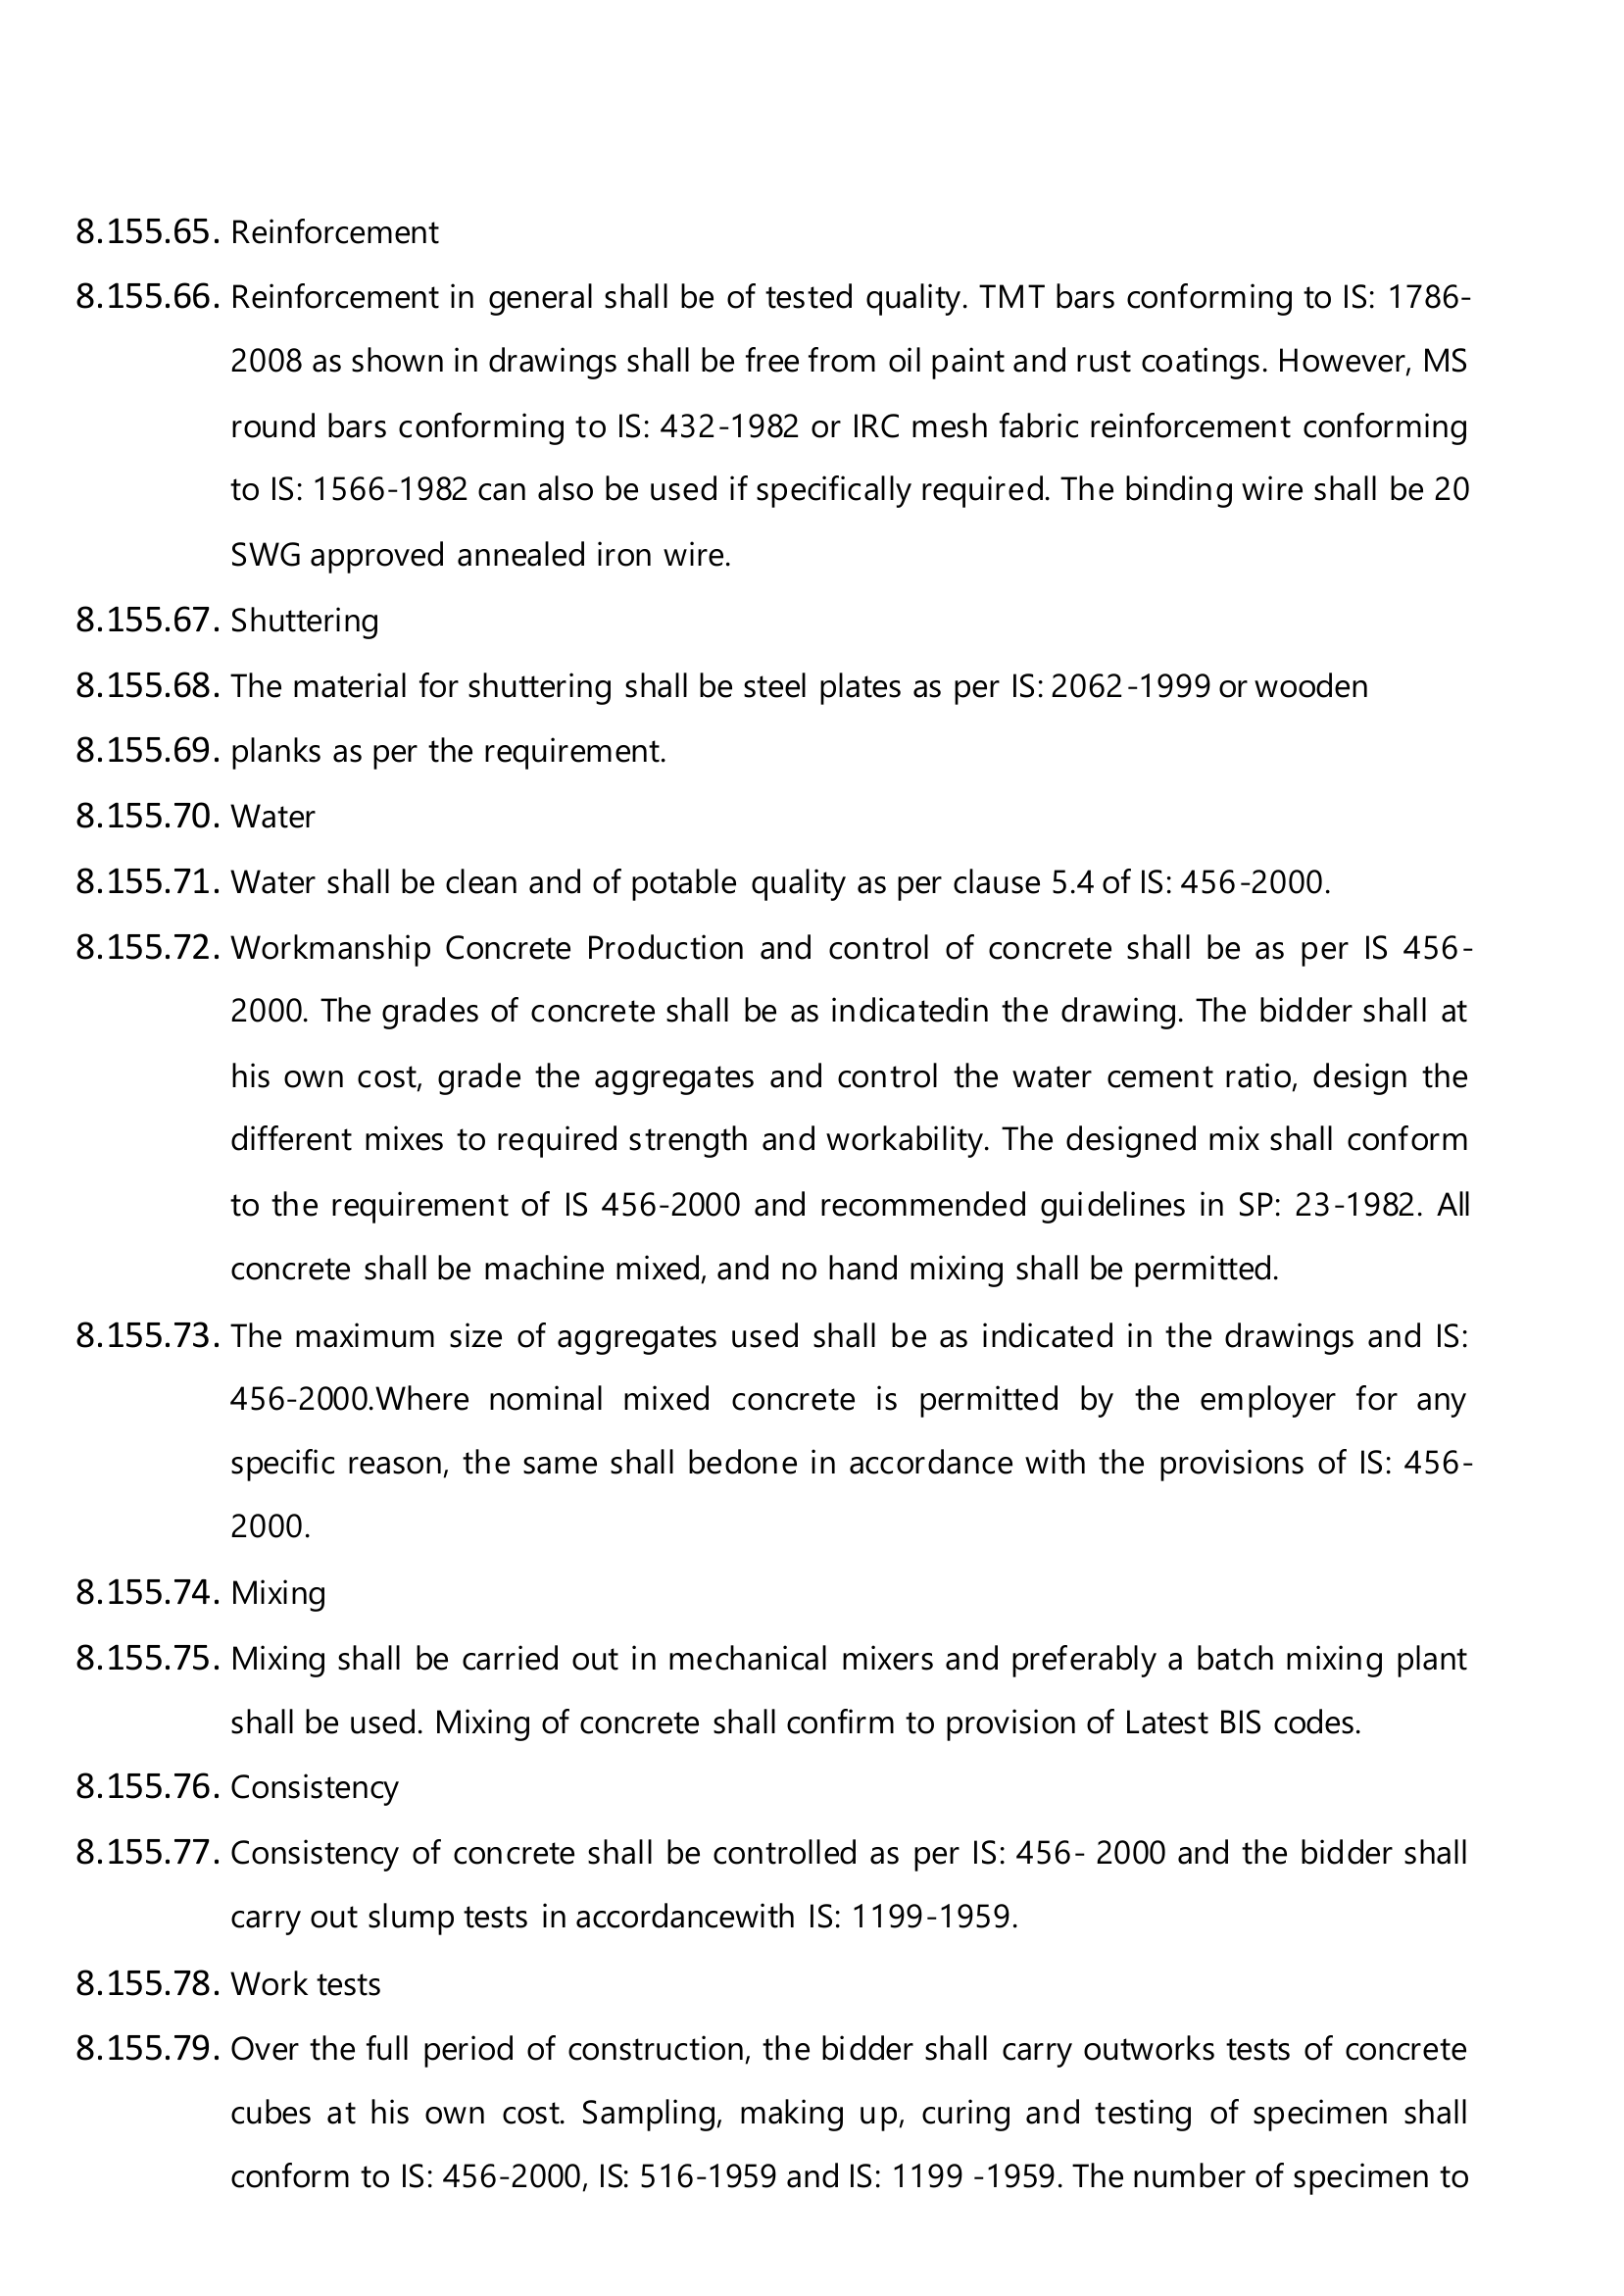 8.155.65. Reinforcement
8.155.66. Reinforcement in general shall be of tested quality. TMT bars conforming to IS: 1786-
2008 as shown in drawings shall be free from oil paint and rust coatings. However, MS
round bars conforming to IS: 432-1982 or IRC mesh fabric reinforcement conforming
to IS: 1566-1982 can also be used if specifically required. The binding wire shall be 20
SWG approved annealed iron wire.
8.155.67. Shuttering
8.155.68. The material for shuttering shall be steel plates as per IS: 2062-1999 or wooden
8.155.69. planks as per the requirement.
8.155.70. Water
8.155.71. Water shall be clean and of potable quality as per clause 5.4 of IS: 456-2000.
8.155.72. Workmanship Concrete Production and control of concrete shall be as per IS 456-
2000. The grades of concrete shall be as indicatedin the drawing. The bidder shall at
his own cost, grade the aggregates and control the water cement ratio, design the
different mixes to required strength and workability. The designed mix shall conform
to the requirement of IS 456-2000 and recommended guidelines in SP: 23-1982. All
concrete shall be machine mixed, and no hand mixing shall be permitted.
8.155.73. The maximum size of aggregates used shall be as indicated in the drawings and IS:
456-2000.Where nominal mixed concrete is permitted by the employer for any
specific reason, the same shall bedone in accordance with the provisions of IS: 456-
2000.
8.155.74. Mixing
8.155.75. Mixing shall be carried out in mechanical mixers and preferably a batch mixing plant
shall be used. Mixing of concrete shall confirm to provision of Latest BIS codes.
8.155.76. Consistency
8.155.77. Consistency of concrete shall be controlled as per IS: 456- 2000 and the bidder shall
carry out slump tests in accordancewith IS: 1199-1959.
8.155.78. Work tests
8.155.79. Over the full period of construction, the bidder shall carry outworks tests of concrete
cubes at his own cost. Sampling, making up, curing and testing of specimen shall
conform to IS: 456-2000, IS: 516-1959 and IS: 1199 -1959. The number of specimen to